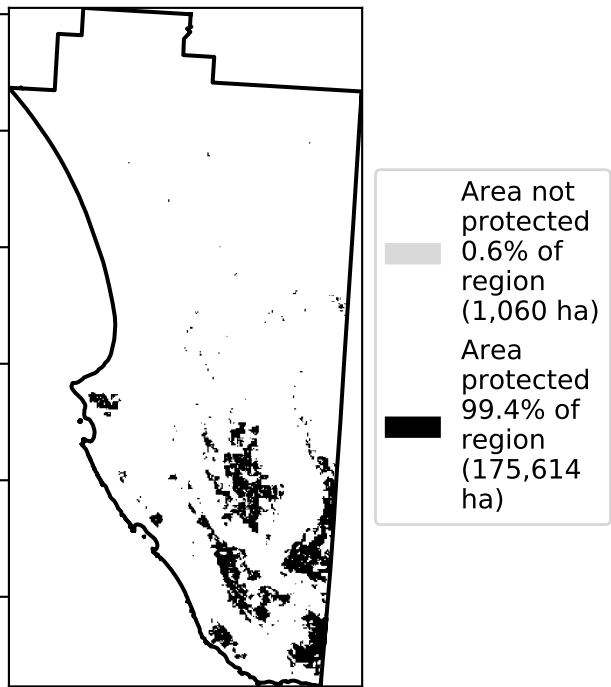 Area not
protected
0.6% of
region
(1,060 ha)
Area
protected
99.4% of
region
(175,614
ha)